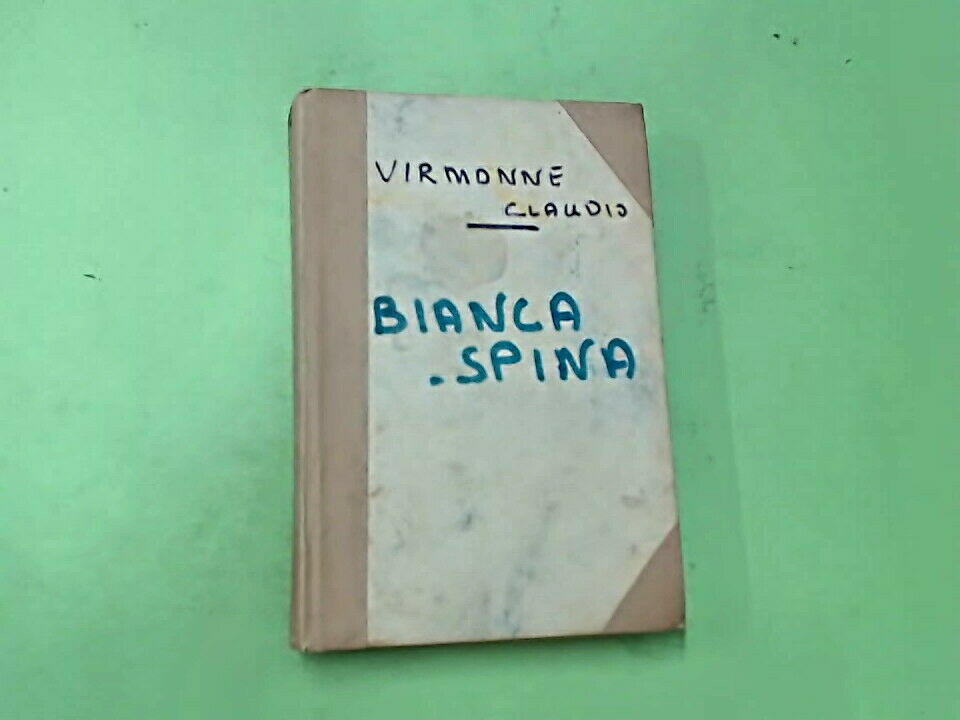 VIRMONNE
CLAUDIO
BIANCA
.SPINA